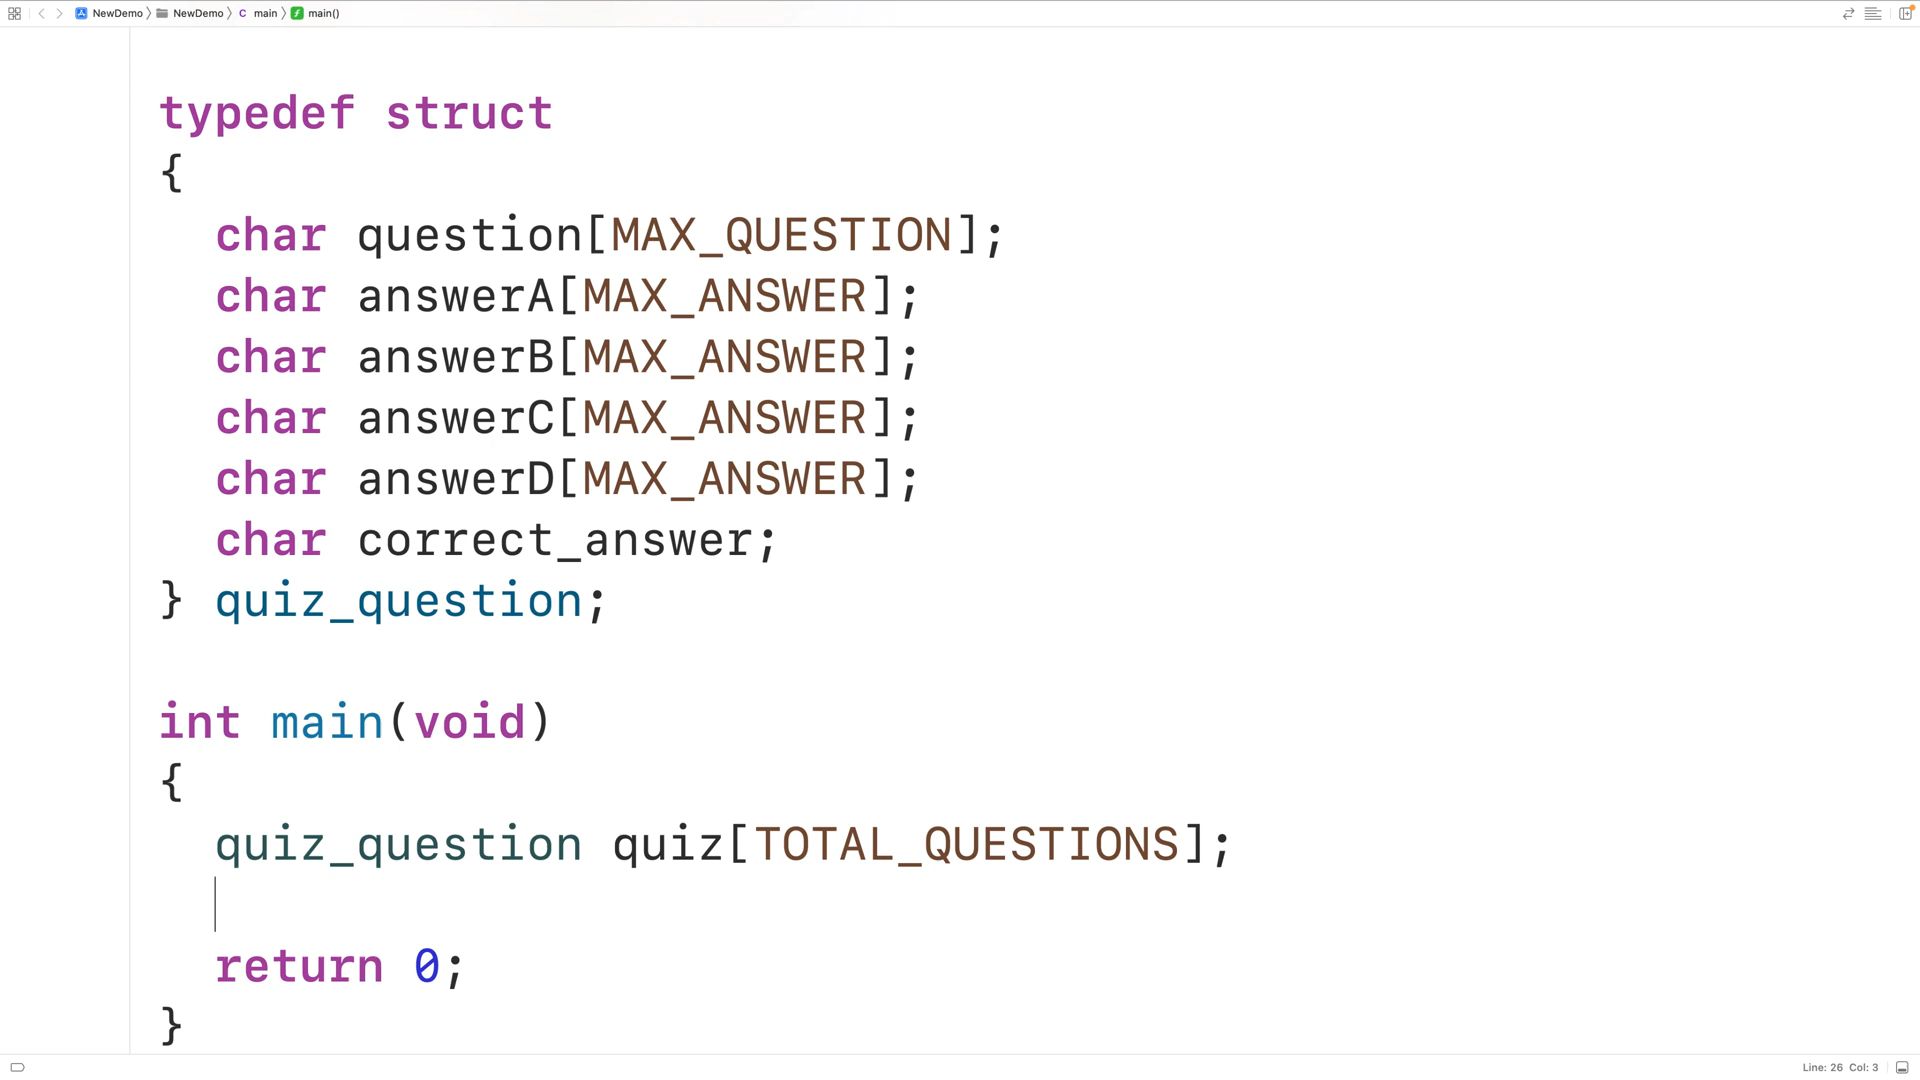 NewDemo NewDemo C main f main()
typedef struct
{
char question[MAX_QUESTION];
char answerA[MAX_ANSWER];
char answerB[MAX_ANSWER];
char answerC[MAX_ANSWER];
char answerD[MAX_ANSWER];
char correct_answer;
} quiz_question;
int main(void)
{
quiz_question quiz[TOTAL_QUESTIONS];
return 0;
}
Line: 26 Col: 3